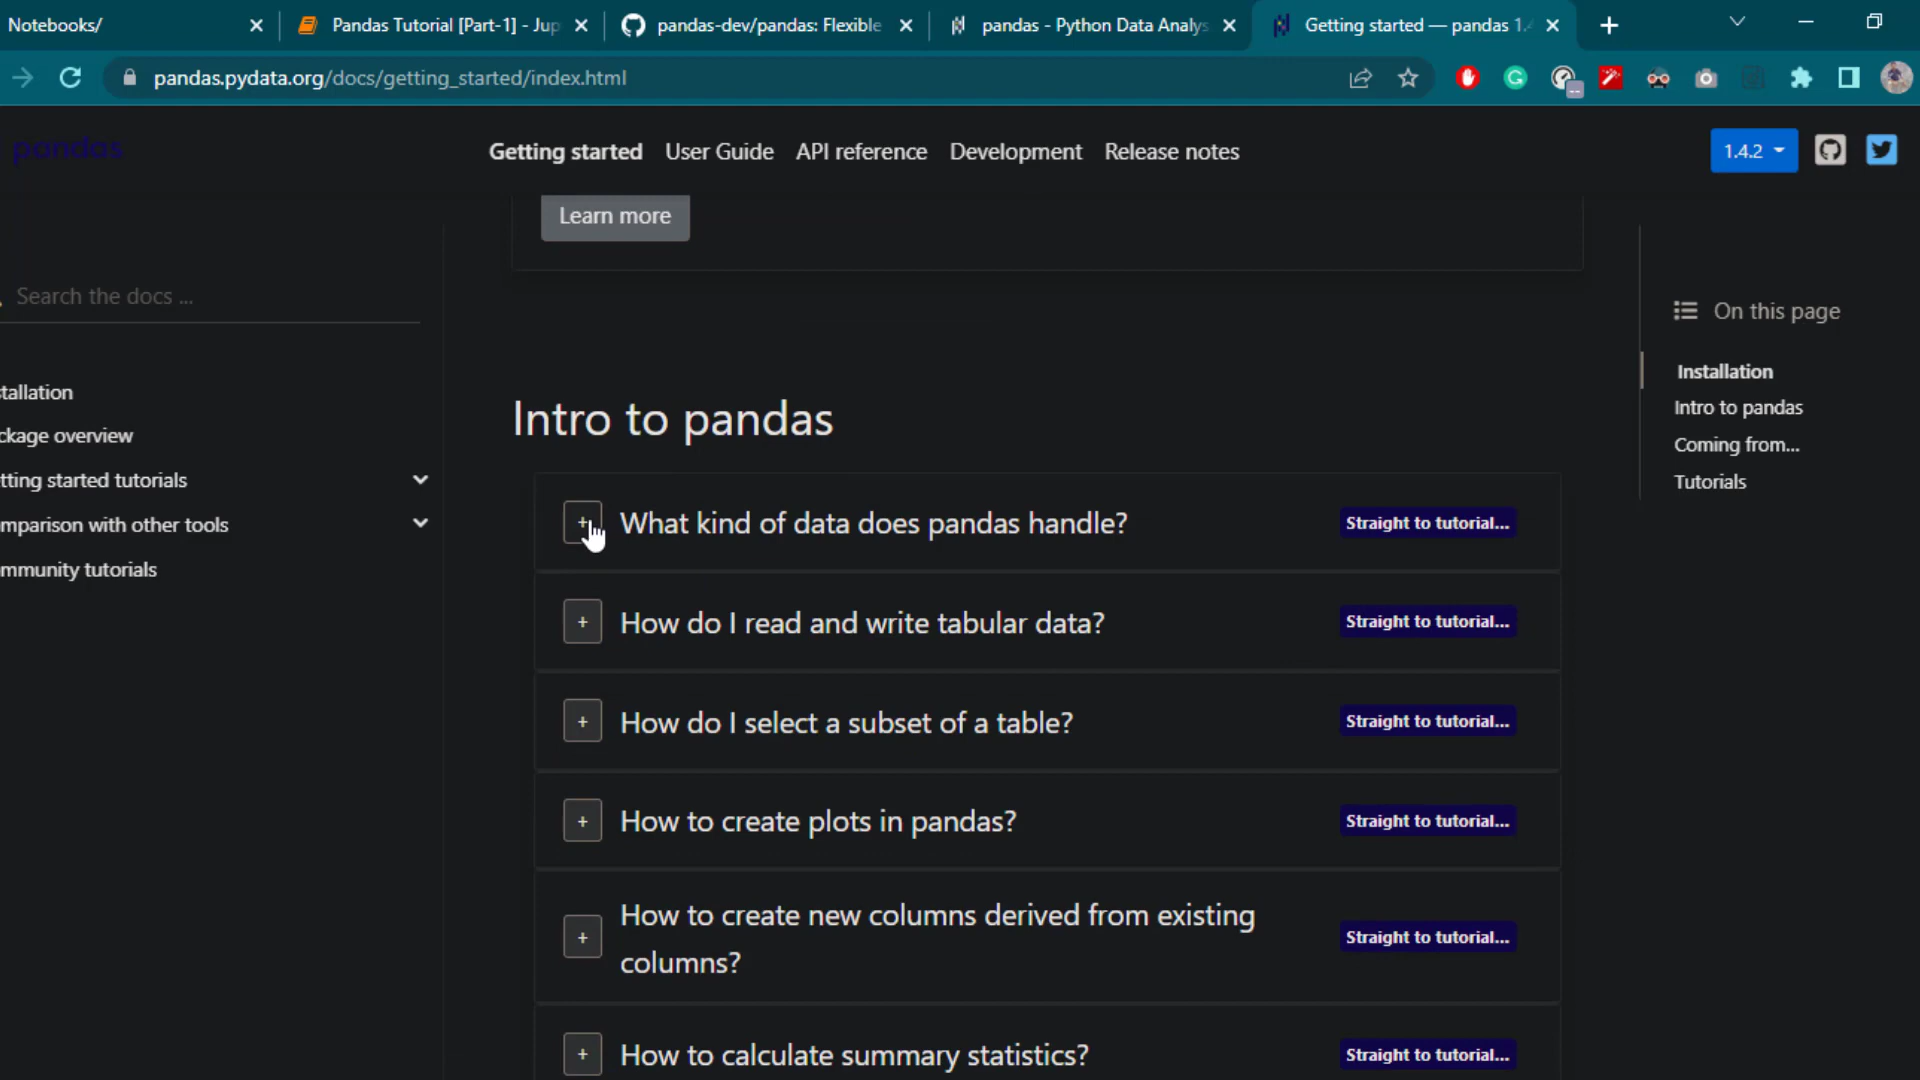 Notebooks/
Pandas Tutorial [Part-1] - Jup
pandas-dev/pandas: Flexible
pandas - Python Data Analys
Getting started — pandas 1.4
pandas.pydata.org/docs/getting_started/index.html
pandas
Getting started
User Guide
API reference
Development
Release notes
1.4.2
Learn more
Search the docs ...
tallation
ckage overview
tting started tutorials
mparison with other tools
mmunity tutorials
Intro to pandas
+ What kind of data does pandas handle?
Straight to tutorial...
+ How do I read and write tabular data?
Straight to tutorial...
+ How do I select a subset of a table?
Straight to tutorial...
+ How to create plots in pandas?
Straight to tutorial...
+ How to create new columns derived from existing
columns?
Straight to tutorial...
+ How to calculate summary statistics?
Straight to tutorial...
On this page
Installation
Intro to pandas
Coming from...
Tutorials